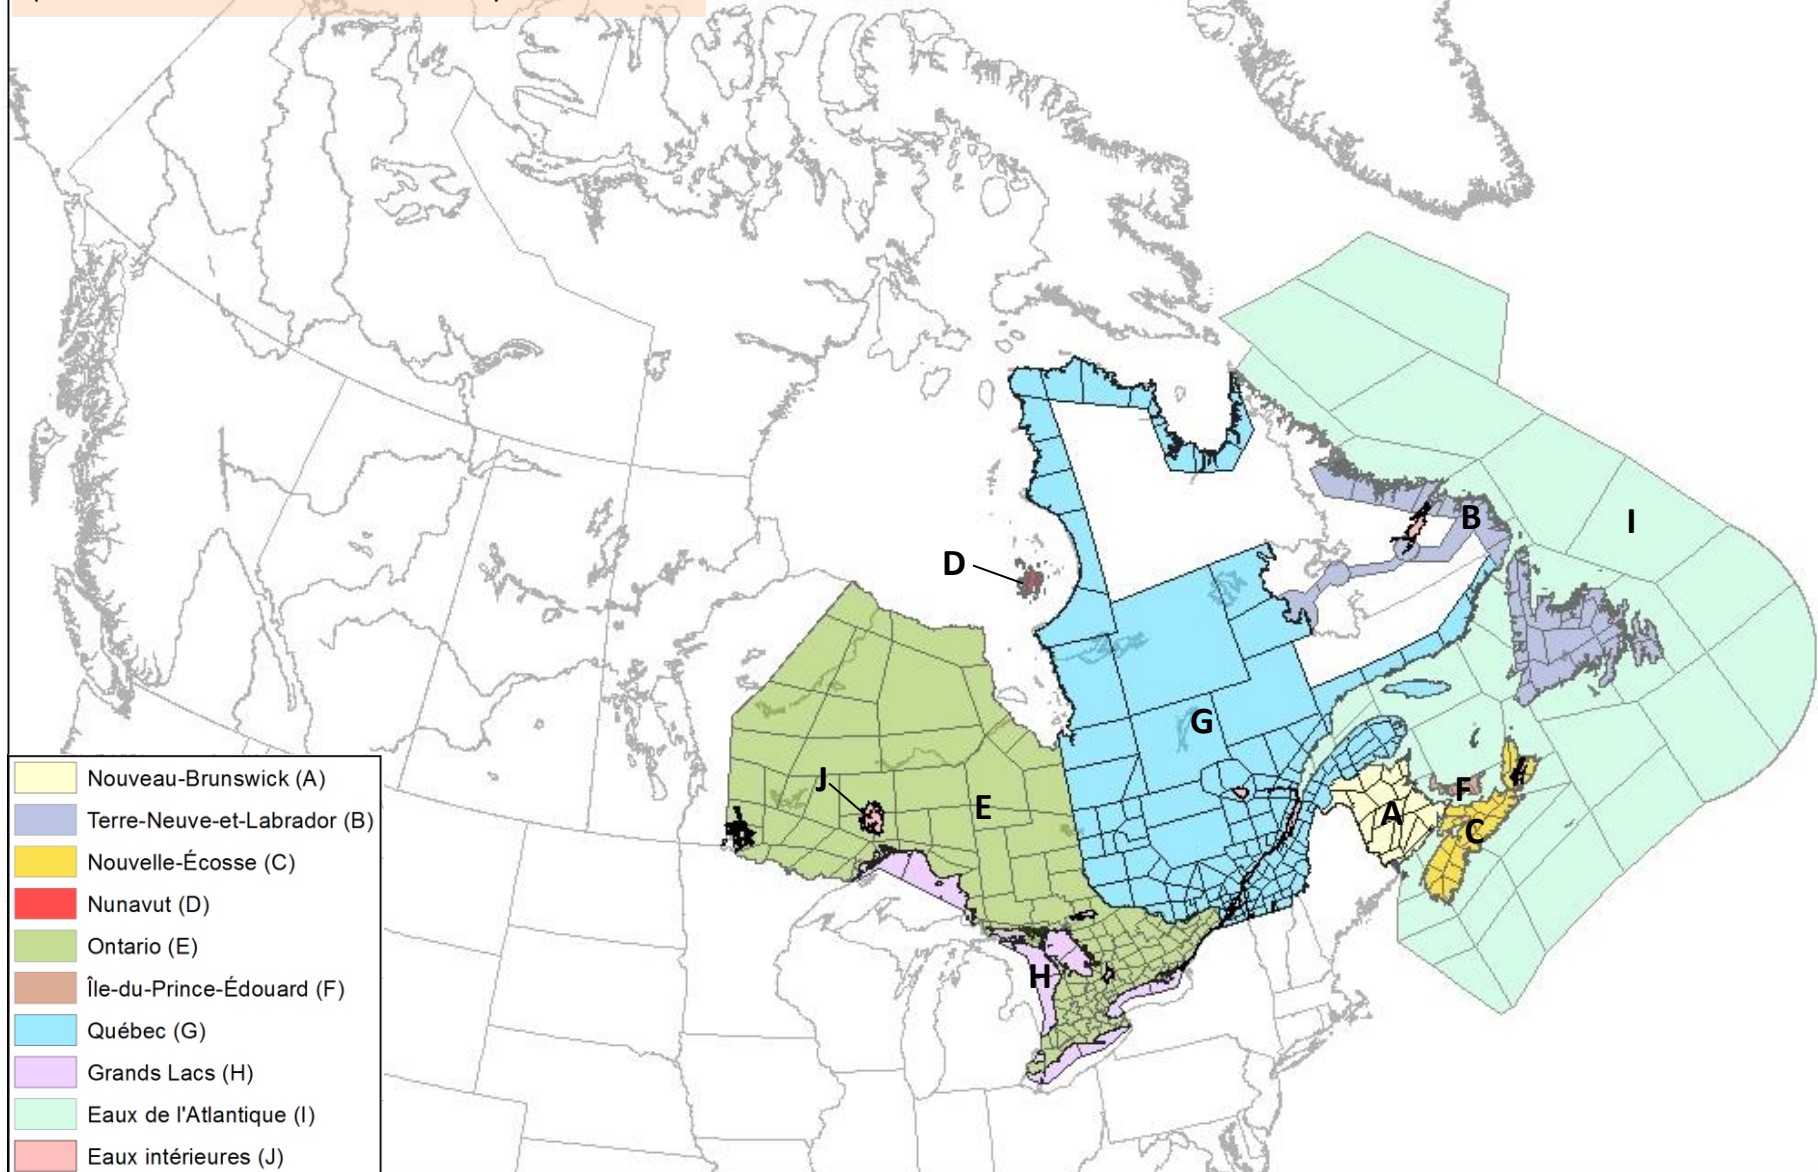 D
B
I
G
J
E
F
A
C
H
Nouveau-Brunswick (A)
Terre-Neuve-et-Labrador (B)
Nouvelle-Écosse (C)
Nunavut (D)
Ontario (E)
Île-du-Prince-Édouard (F)
Québec (G)
Grands Lacs (H)
Eaux de l'Atlantique (I)
Eaux intérieures (J)